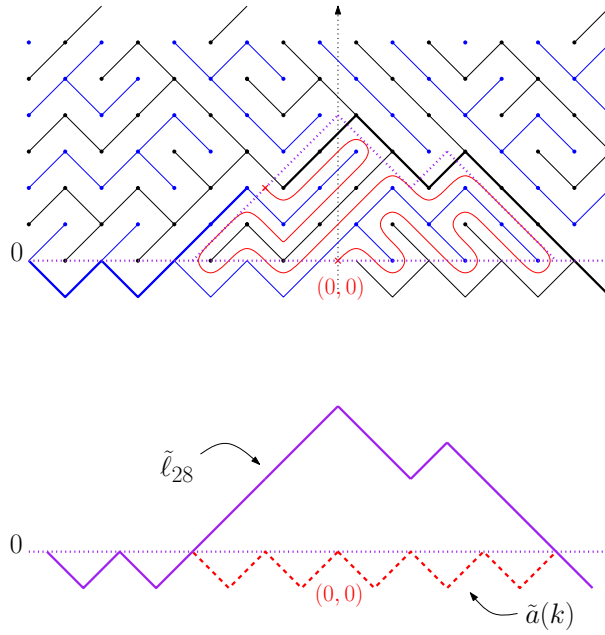 0
(0, 0)
ℓ̃₂₈
0
(0, 0)
ã(k)